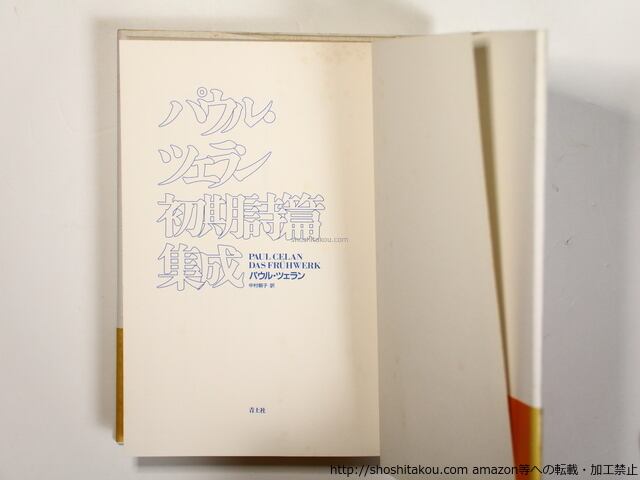 パウル・
ツェラン
初期詩篇
集成
shoshitakou.com
PAUL CELAN
DAS FRÜHWERK
パウル・ツェラン
中村朝子 訳
青土社
http://shoshitakou.com amazon等への転載・加工禁止